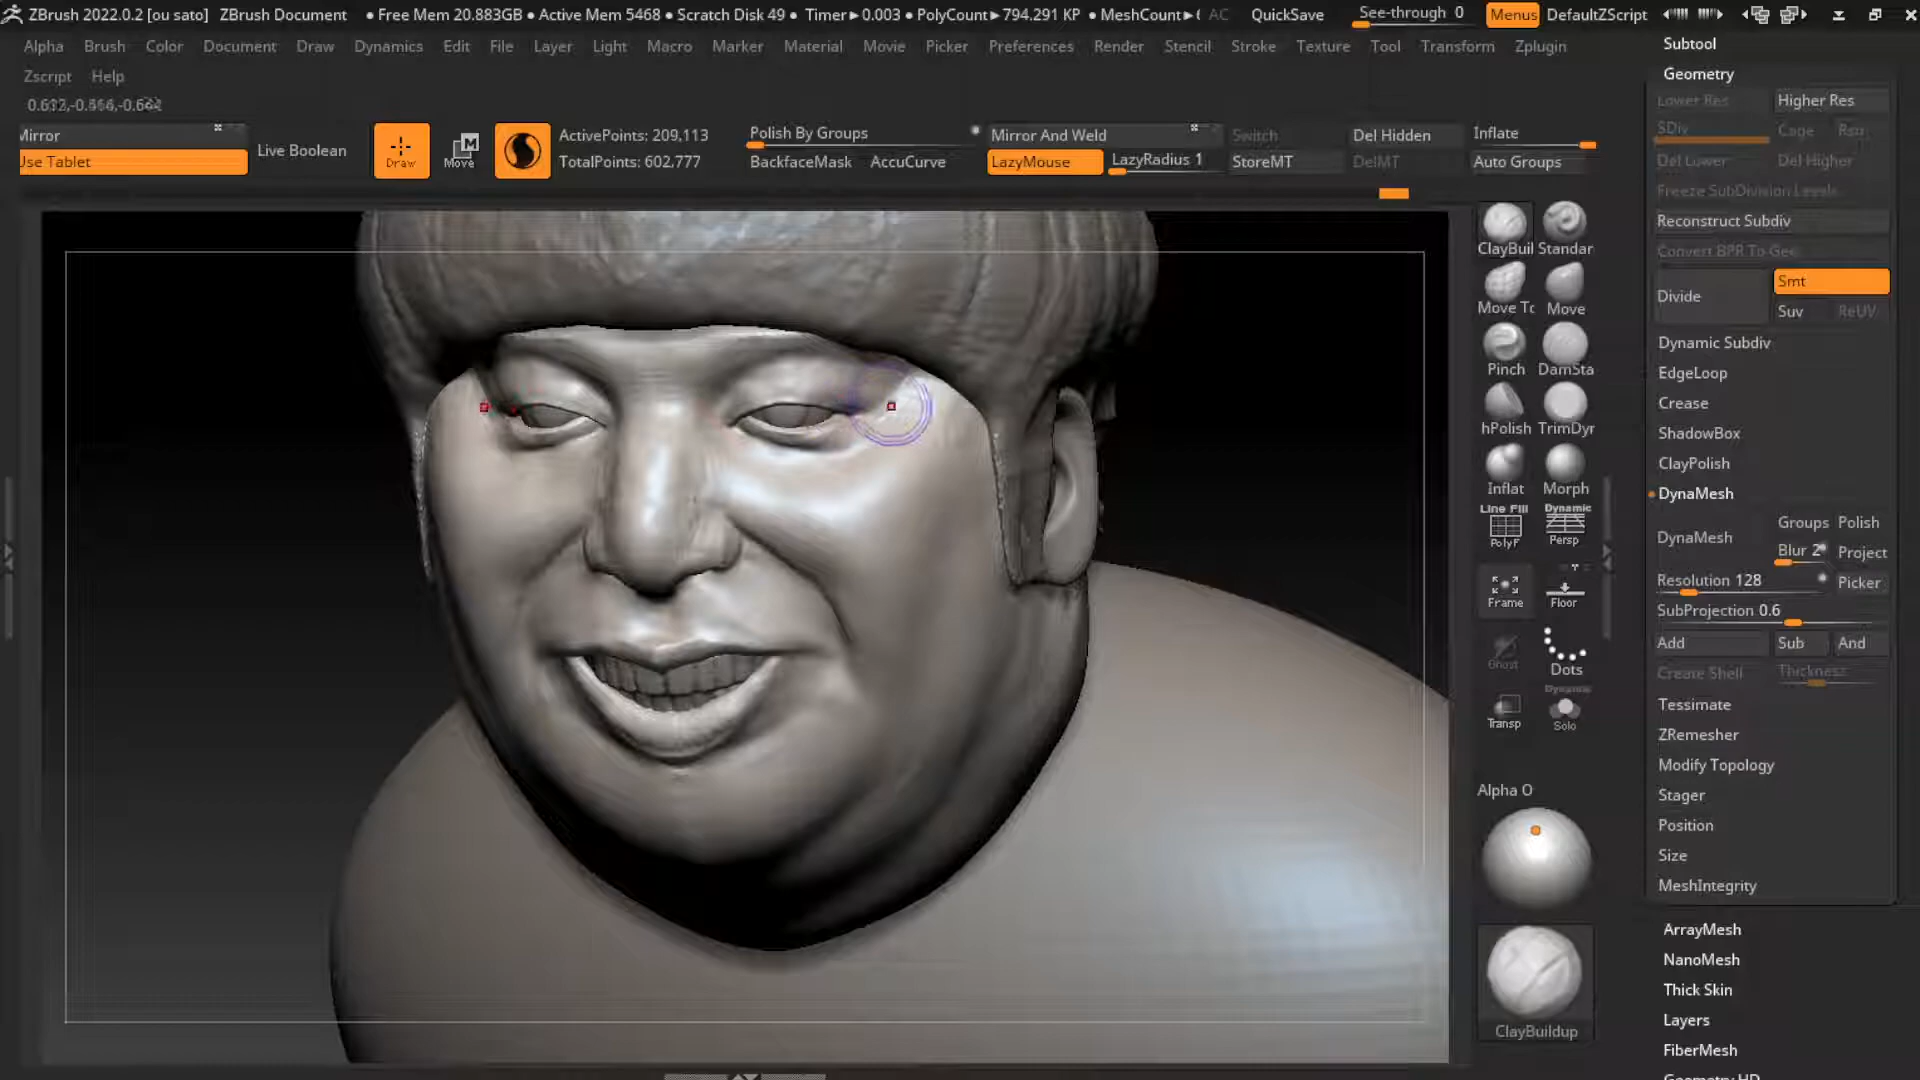 ZBrush 2022.0.2 [ou sato] ZBrush Document • Free Mem 20.883GB • Active Mem 5468 • Scratch Disk 49 • Timer▸0.003 • PolyCount▸794.291 KP • MeshCount▸ AC QuickSave See-through 0 Menus DefaultZScript
Alpha Brush Color Document Draw Dynamics Edit File Layer Light Macro Marker Material Movie Picker Preferences Render Stencil Stroke Texture Tool Transform Zplugin
Zscript Help
Mirror
Use Tablet
Live Boolean
Draw
Move
ActivePoints: 209,113
TotalPoints: 602,777
Polish By Groups
BackfaceMask AccuCurve
Mirror And Weld
LazyMouse LazyRadius 1
Switch
StoreMT
Del Hidden
DelMT
Inflate
Auto Groups
ClayBuil Standar
Move To Move
Pinch DamSta
hPolish TrimDyr
Inflat Morph
Line Fill Dynamic
PolyF Persp
Frame Floor
Ghost
Dots
Dynamic
Transp Solo
Alpha O
ClayBuildup
Subtool
Geometry
Lower Res Higher Res
SDiv Cage Rstr
Del Lower Del Higher
Freeze SubDivision Levels
Reconstruct Subdiv
Convert BPR To Geo
Divide
Smt
Suv ReUV
Dynamic Subdiv
EdgeLoop
Crease
ShadowBox
ClayPolish
DynaMesh
DynaMesh
Groups Polish
Blur 2 Project
Resolution 128 Picker
SubProjection 0.6
Add Sub And
Create Shell Thickness
Tessimate
ZRemesher
Modify Topology
Stager
Position
Size
MeshIntegrity
ArrayMesh
NanoMesh
Thick Skin
Layers
FiberMesh
Geometry HD